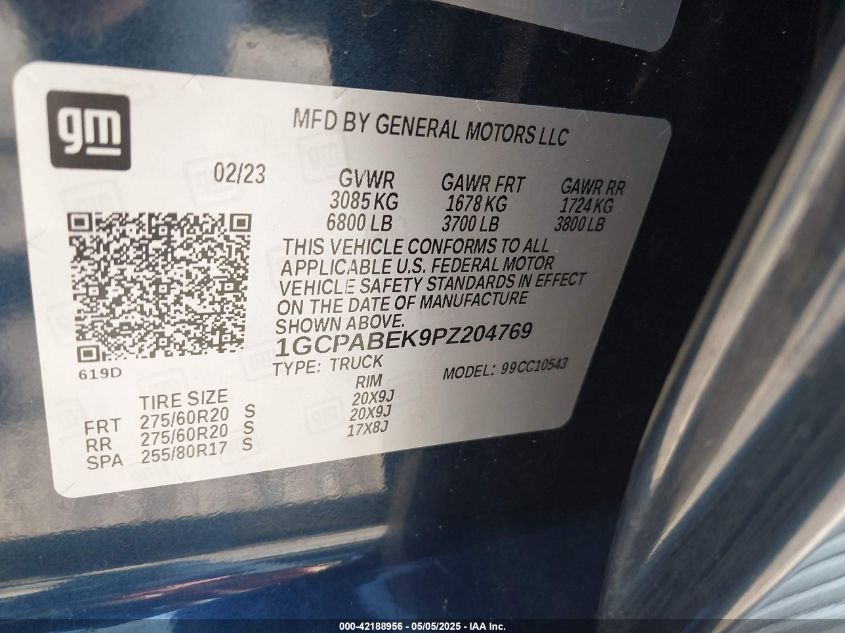 gm
MFD BY GENERAL MOTORS LLC
02/23
GVWR GAWR FRT GAWR RR
3085 KG 1678 KG 1724 KG
6800 LB 3700 LB 3800 LB
THIS VEHICLE CONFORMS TO ALL
APPLICABLE U.S. FEDERAL MOTOR
VEHICLE SAFETY STANDARDS IN EFFECT
ON THE DATE OF MANUFACTURE
SHOWN ABOVE.
1GCPABEK9PZ204769
619D
TYPE: TRUCK MODEL: 99CC10543
TIRE SIZE RIM
FRT 275/60R20 S 20X9J
RR 275/60R20 S 20X9J
SPA 255/80R17 S 17X8J
000-42188956 - 05/05/2025 - IAA Inc.